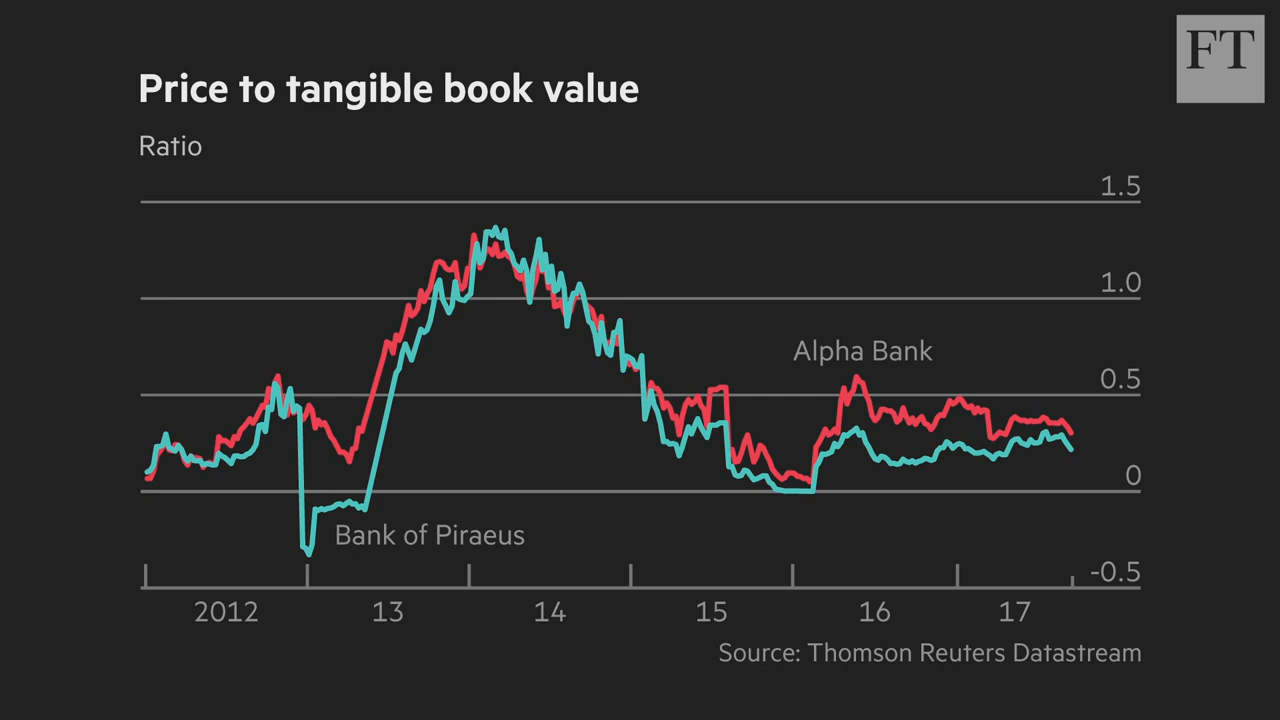 FT
Price to tangible book value
Ratio
1.5
1.0
Alpha Bank
0.5
0
Bank of Piraeus
-0.5
2012 13 14 15 16 17
Source: Thomson Reuters Datastream